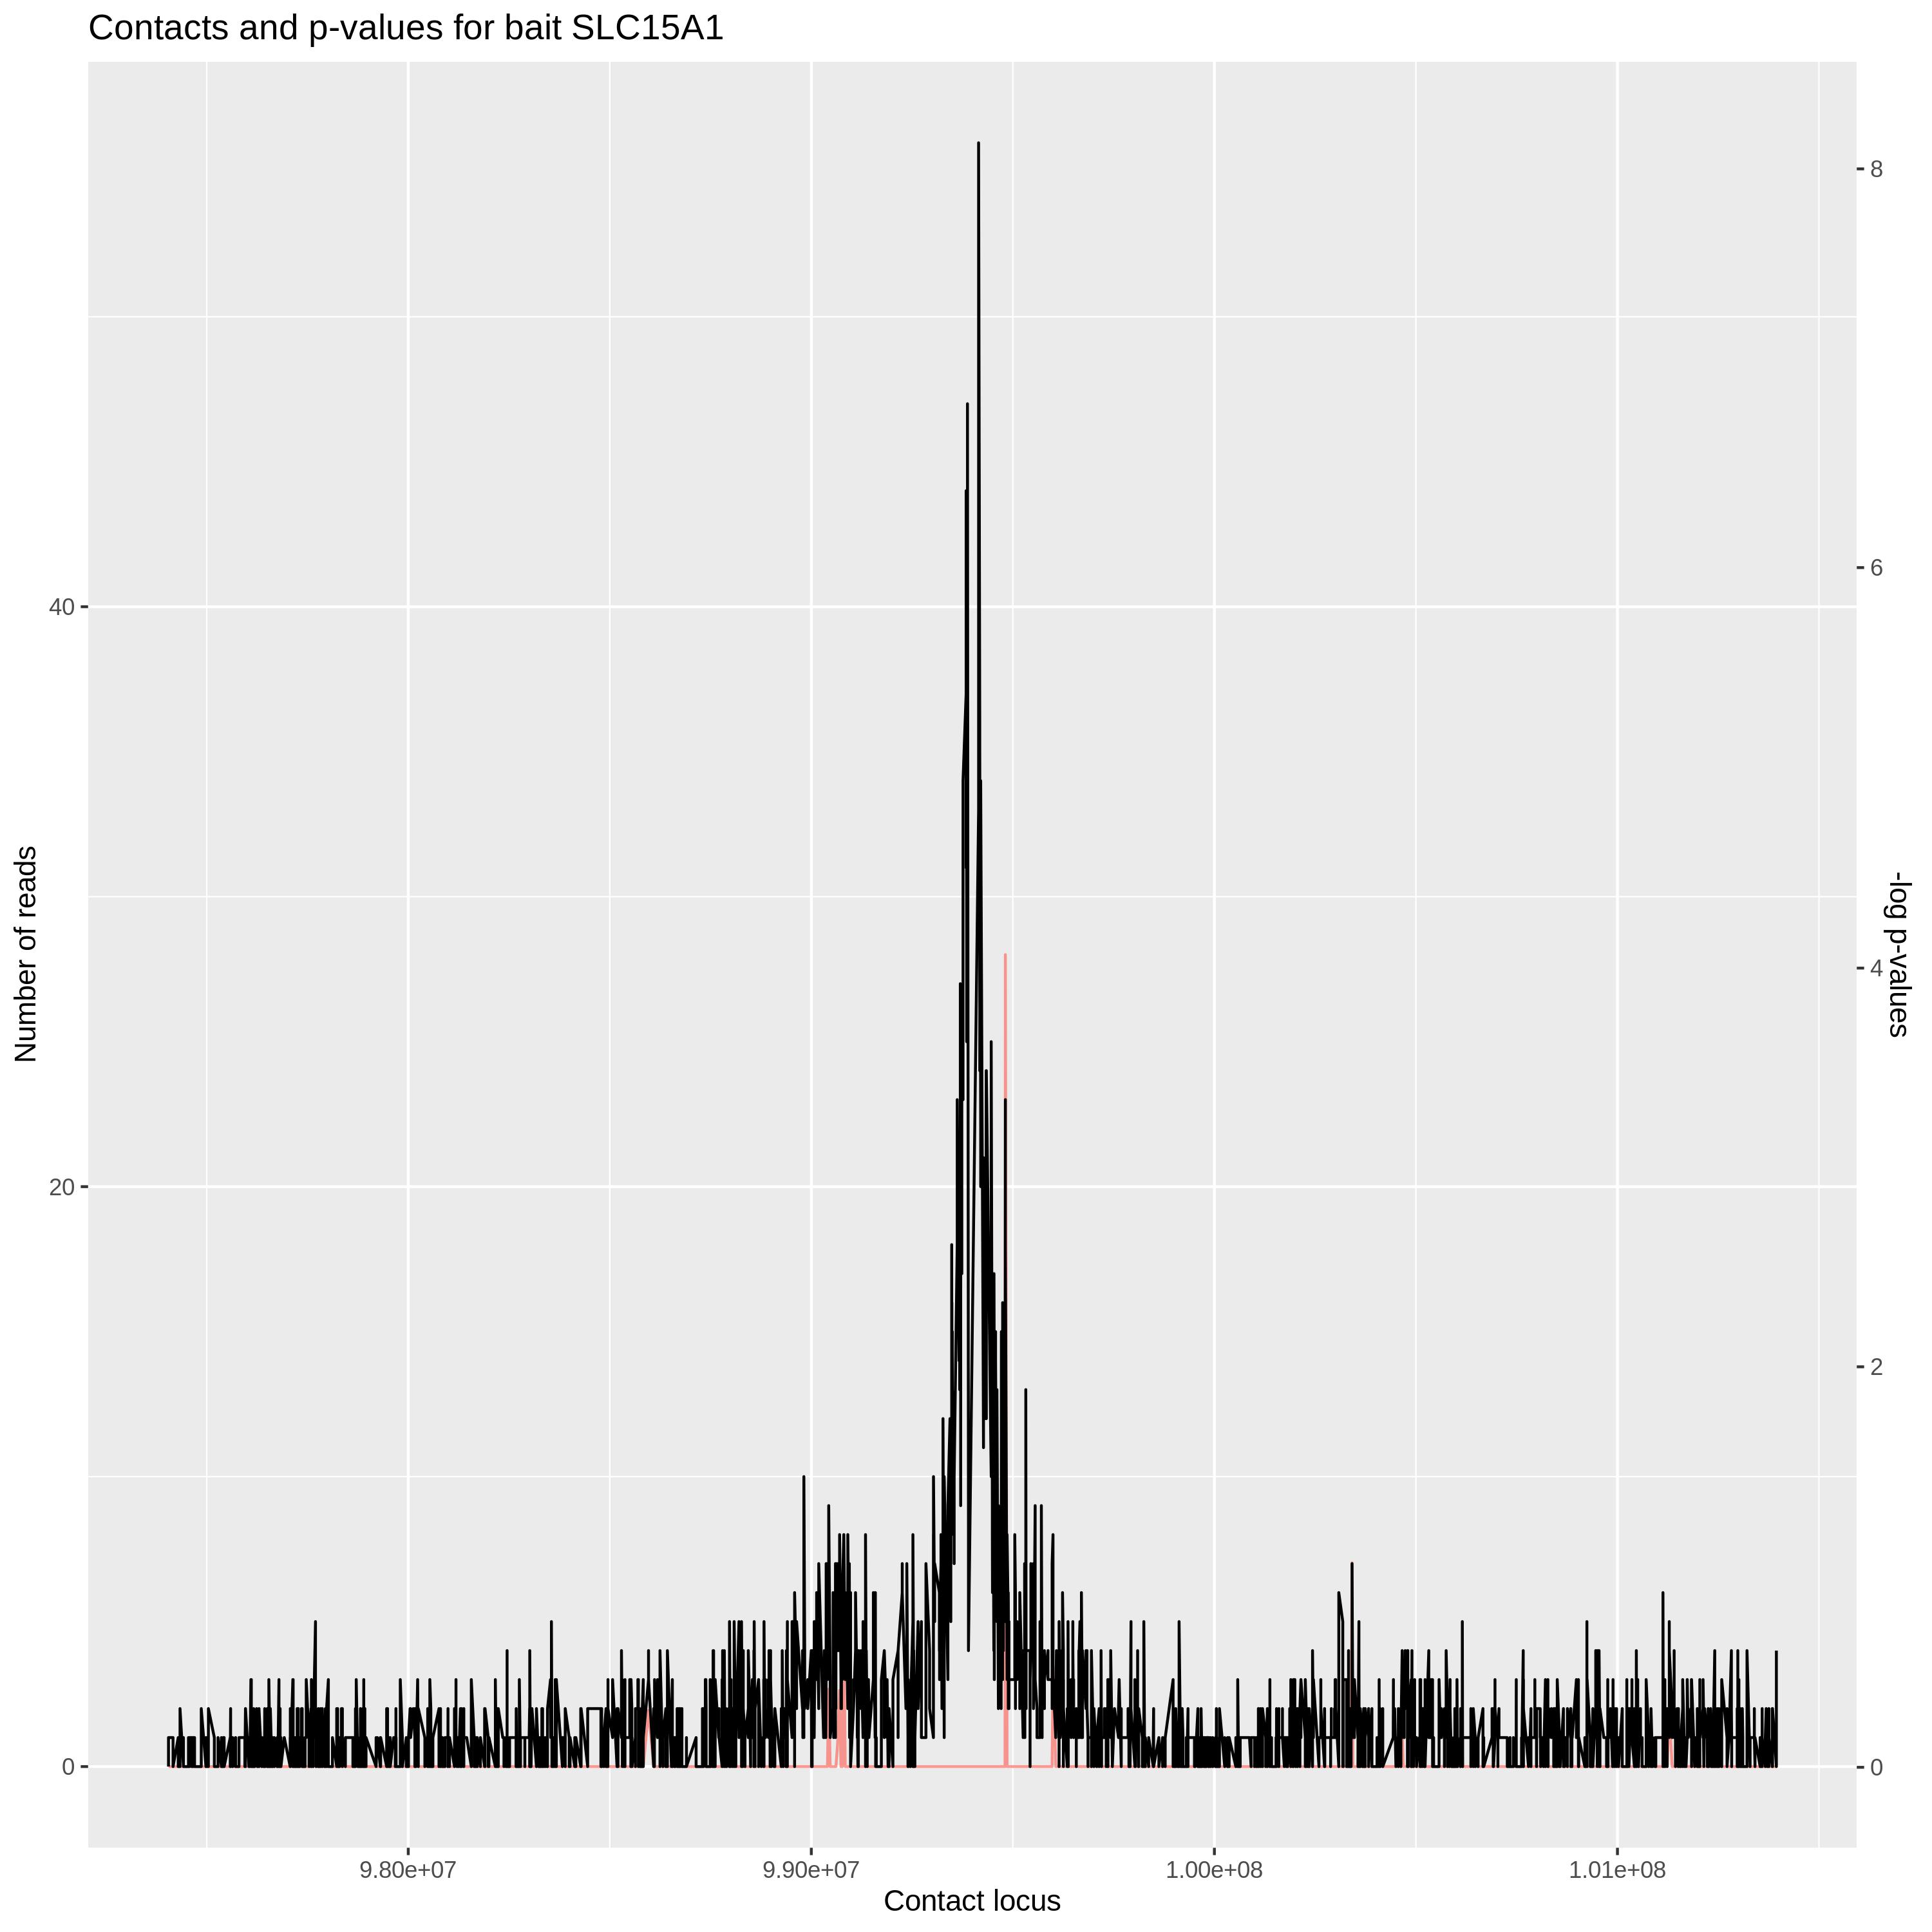 Contacts and p-values for bait SLC15A1
Number of reads
40
20
0
8
6
4
2
0
-log p-values
9.80e+07
9.90e+07
1.00e+08
1.01e+08
Contact locus